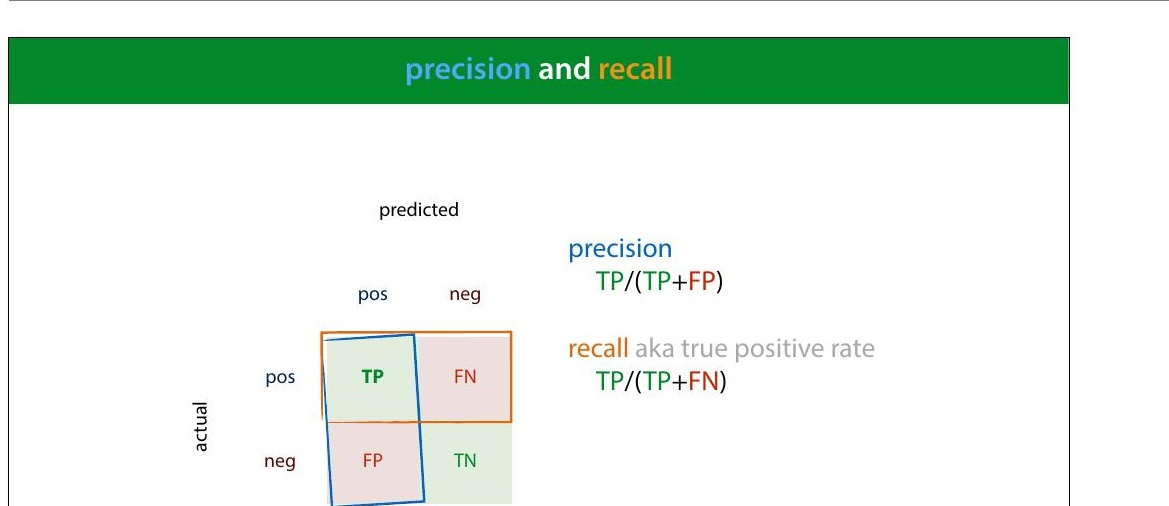 precision and recall
predicted
precision
TP/(TP+FP)
pos neg
recall aka true positive rate
TP/(TP+FN)
pos TP FN
actual
neg FP TN